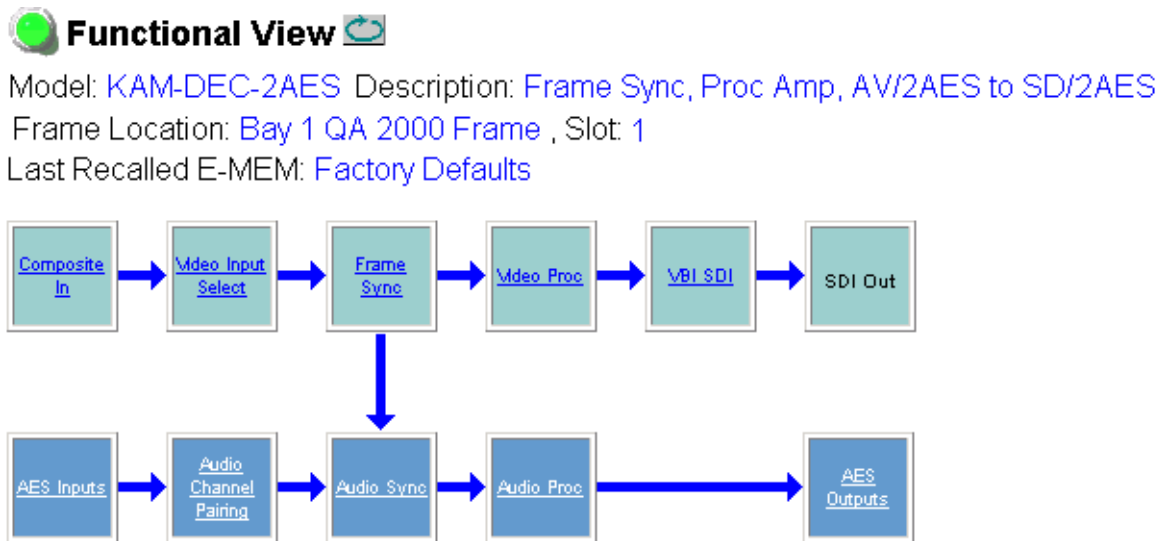 Functional View
Model: KAM-DEC-2AES Description: Frame Sync, Proc Amp, AV/2AES to SD/2AES
Frame Location: Bay 1 QA 2000 Frame , Slot: 1
Last Recalled E-MEM: Factory Defaults
Composite
In
Video Input
Select
Frame
Sync
Video Proc
VBI SDI
SDI Out
AES Inputs
Audio
Channel
Pairing
Audio Sync
Audio Proc
AES
Outputs